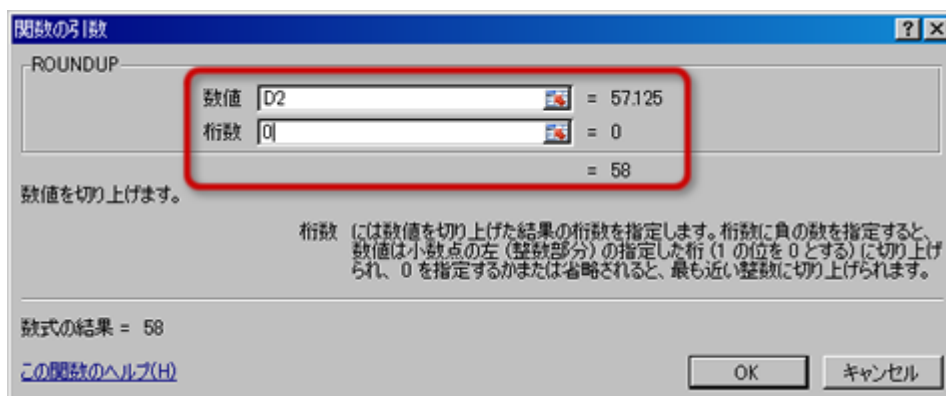 関数の引数
ROUNDUP
数値 D2 = 57.125
桁数 0 = 0
= 58
数値を切り上げます。
桁数 には数値を切り上げた結果の桁数を指定します。桁数に負の数を指定すると、
数値は小数点の左 (整数部分) の指定した桁 (1 の位を 0 とする) に切り上げ
られ、0 を指定するかまたは省略されると、最も近い整数に切り上げられます。
数式の結果 = 58
この関数のヘルプ(H)
OK キャンセル